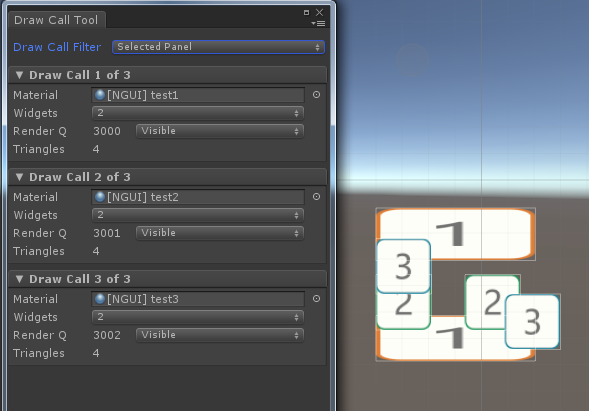 Draw Call Tool
Draw Call Filter Selected Panel
▼ Draw Call 1 of 3
Material [NGUI] test1
Widgets 2
Render Q 3000 Visible
Triangles 4
▼ Draw Call 2 of 3
Material [NGUI] test2
Widgets 2
Render Q 3001 Visible
Triangles 4
▼ Draw Call 3 of 3
Material [NGUI] test3
Widgets 2
Render Q 3002 Visible
Triangles 4
1
3
2
2
3
1